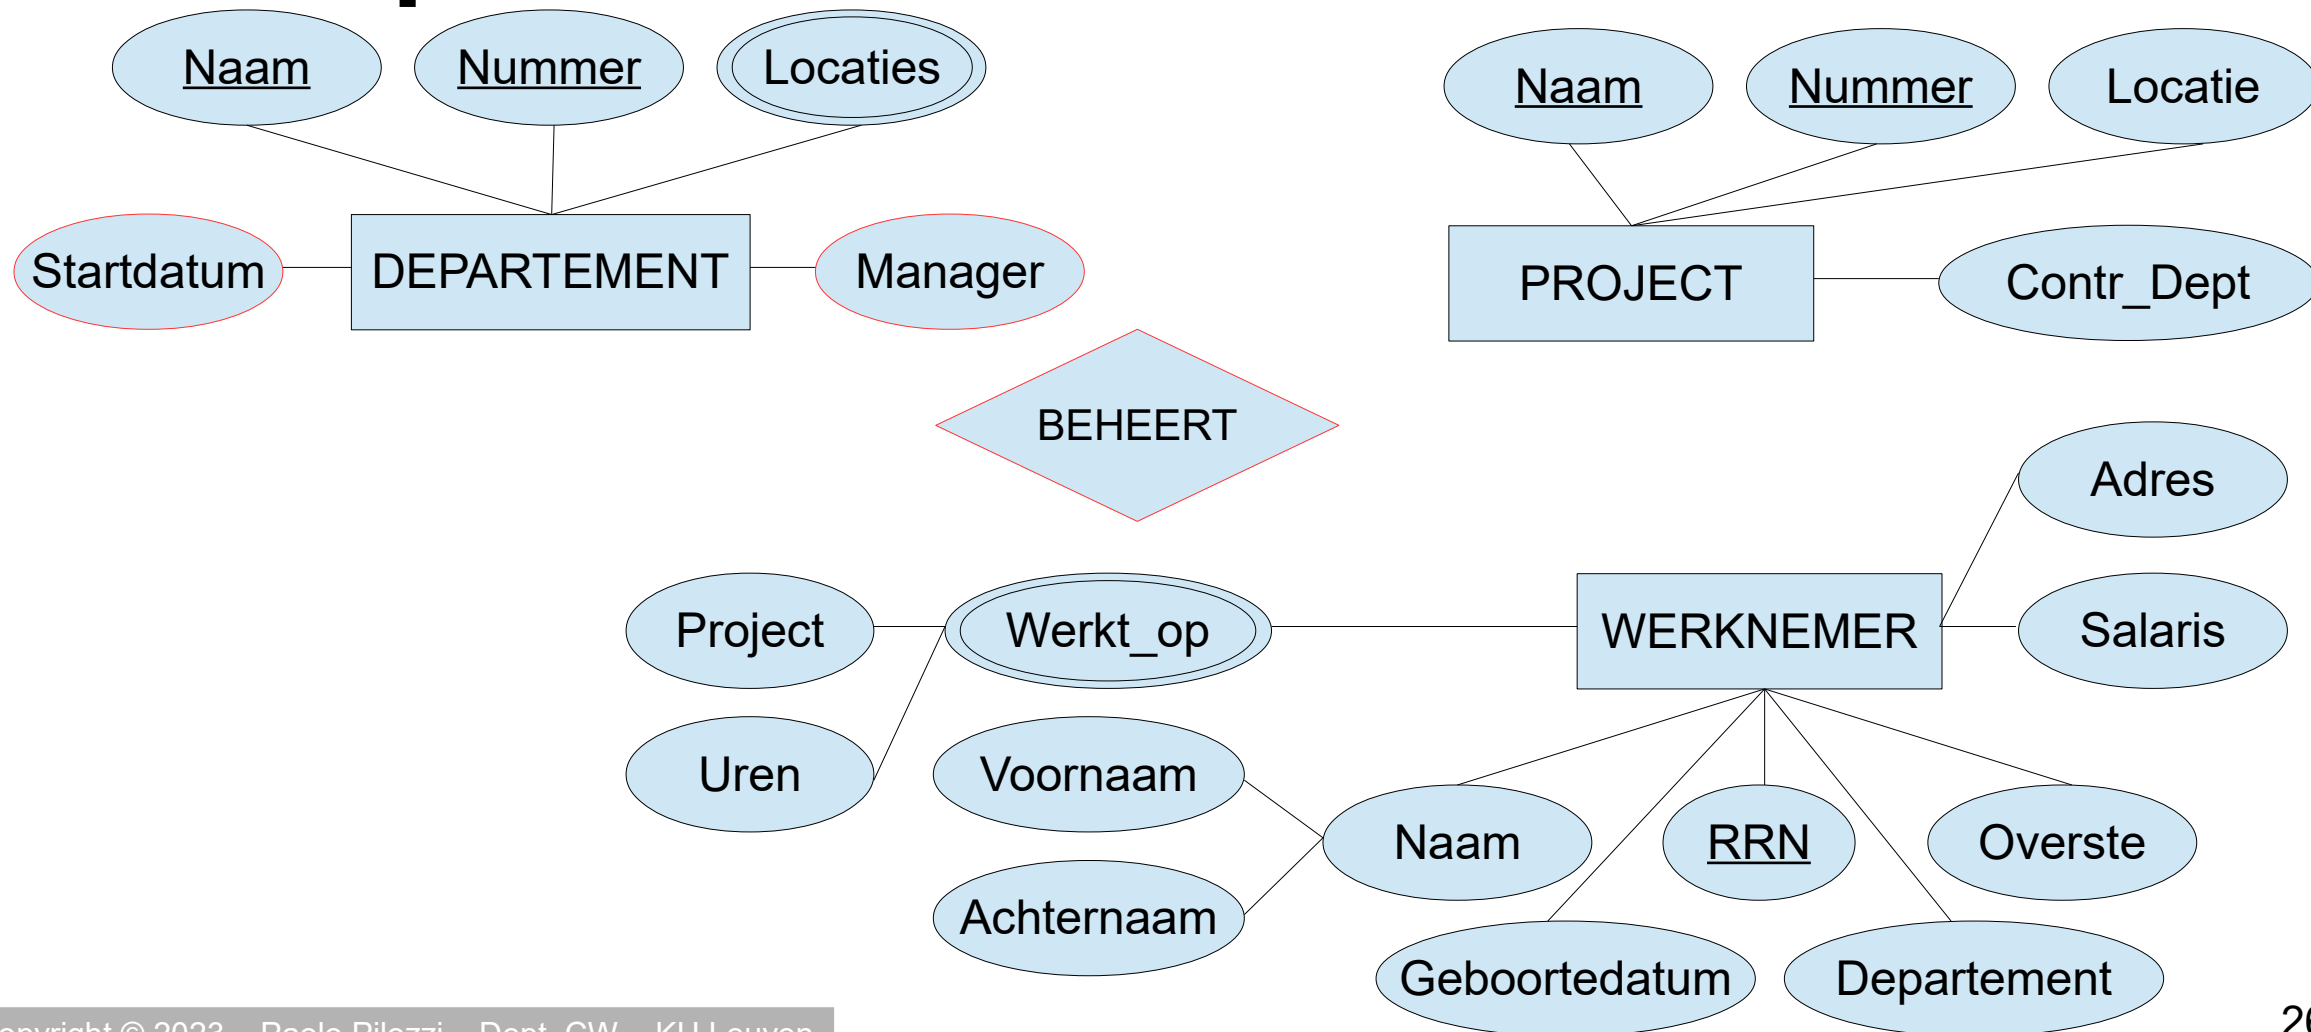 Naam
Nummer
Locaties
Naam
Nummer
Locatie
Startdatum
DEPARTEMENT
Manager
PROJECT
Contr_Dept
BEHEERT
Adres
Project
Werkt_op
WERKNEMER
Salaris
Uren
Voornaam
Naam
RRN
Overste
Achternaam
Geboortedatum
Departement